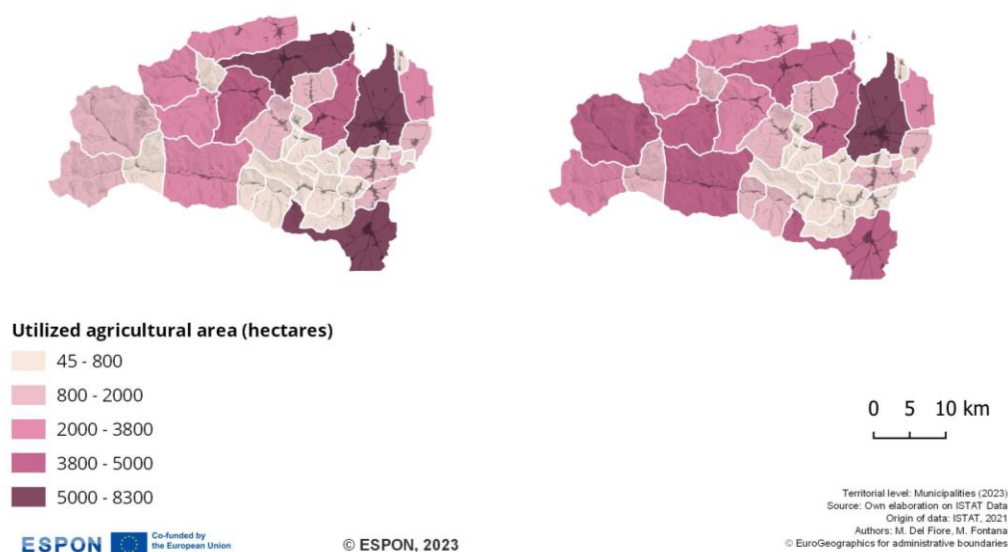 Utilized agricultural area (hectares)
45 - 800
800 - 2000
2000 - 3800
3800 - 5000
5000 - 8300
0 5 10 km
Territorial level: Municipalities (2023)
Source: Own elaboration on ISTAT Data
Origin of data: ISTAT, 2021
Authors: M. Del Fiore, M. Fontana
© EuroGeographics for administrative boundaries
ESPON
Co-funded by
the European Union
© ESPON, 2023